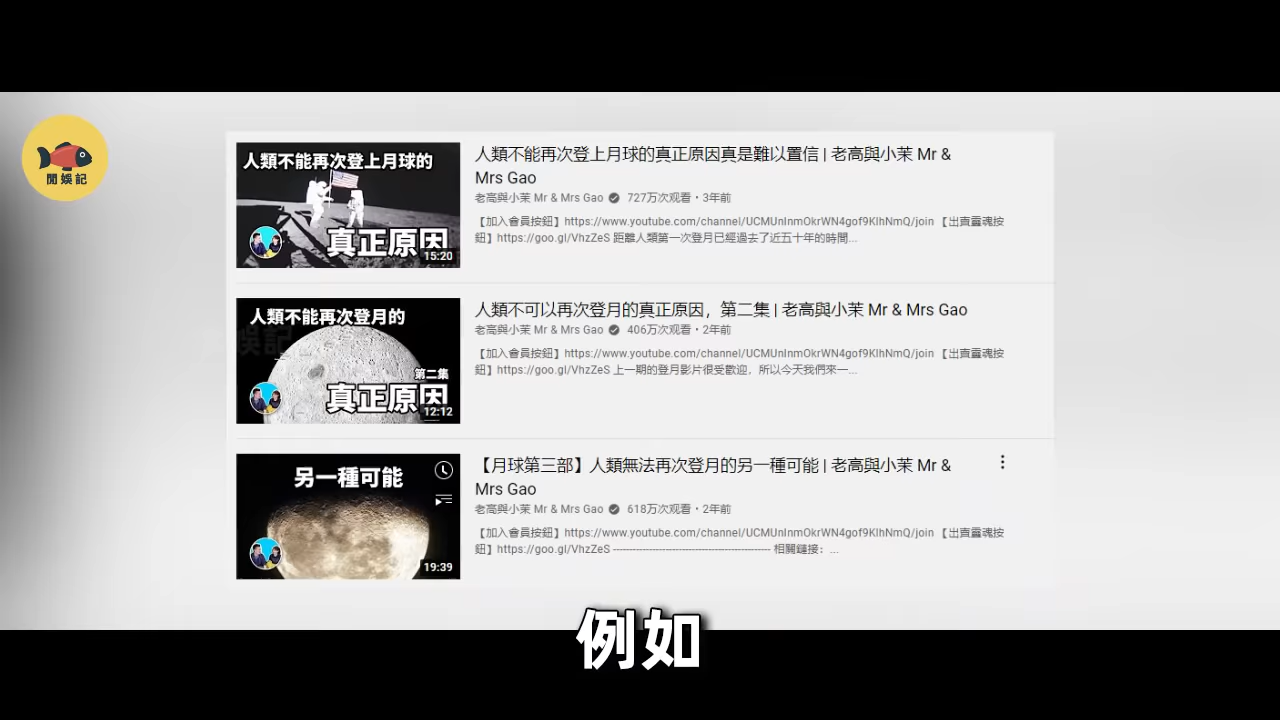 閒娛記
人類不能再次登上月球的
真正原因
15:20
人類不能再次登上月球的真正原因真是難以置信 | 老高與小茉 Mr &
Mrs Gao
老高與小茉 Mr & Mrs Gao 727万次观看・3年前
【加入會員按鈕】https://www.youtube.com/channel/UCMUnInmOkrWN4gof9KlhNmQ/join 【出賣靈魂按
鈕】https://goo.gl/VhzZeS 距離人類第一次登月已經過去了近五十年的時間...
人類不能再次登月的
第二集
真正原因
12:12
人類不可以再次登月的真正原因，第二集 | 老高與小茉 Mr & Mrs Gao
老高與小茉 Mr & Mrs Gao 406万次观看・2年前
【加入會員按鈕】https://www.youtube.com/channel/UCMUnInmOkrWN4gof9KlhNmQ/join 【出賣靈魂按
鈕】https://goo.gl/VhzZeS 上一期的登月影片很受歡迎，所以今天我們來一...
另一種可能
19:39
【月球第三部】人類無法再次登月的另一種可能 | 老高與小茉 Mr &
Mrs Gao
老高與小茉 Mr & Mrs Gao 618万次观看・2年前
【加入會員按鈕】https://www.youtube.com/channel/UCMUnInmOkrWN4gof9KlhNmQ/join 【出賣靈魂按
鈕】https://goo.gl/VhzZeS ------------------------------------------------ 相關鏈接：...
例如